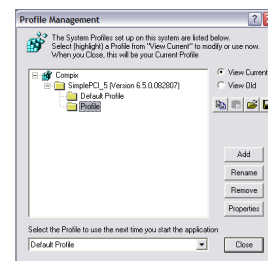 Profile Management
The System Profiles set up on this system are listed below.
Select (highlight) a Profile from "View Current" to modify or use now.
When you Close, this will be your Current Profile
Compix
SimplePCI_5 (Version 6.5.0.082807)
Default Profile
Profile
View Current
View Old
Add
Rename
Remove
Properties
Select the Profile to use the next time you start the application
Default Profile
Close